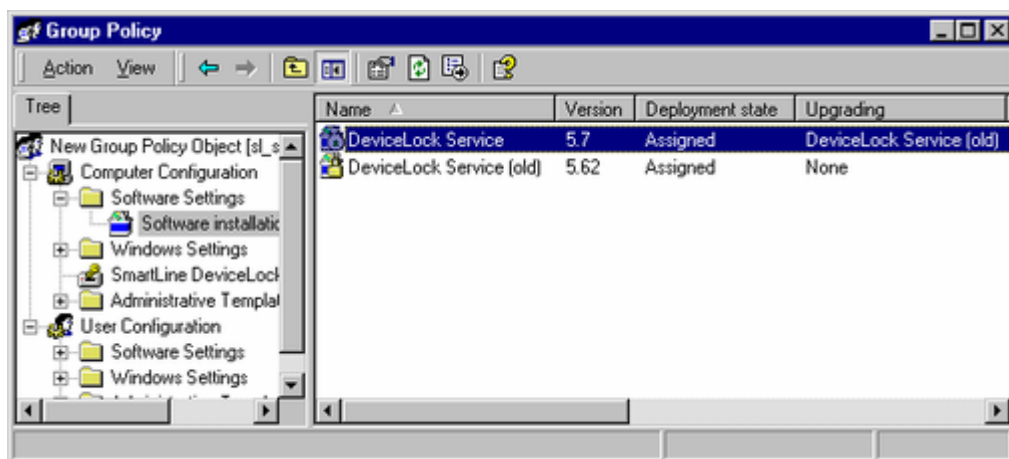 Group Policy
Action View
Tree
Name Version Deployment state Upgrading
New Group Policy Object [sl_s
Computer Configuration
Software Settings
Software installatic
Windows Settings
SmartLine DeviceLock
Administrative Templat
User Configuration
Software Settings
Windows Settings
DeviceLock Service 5.7 Assigned DeviceLock Service (old)
DeviceLock Service (old) 5.62 Assigned None